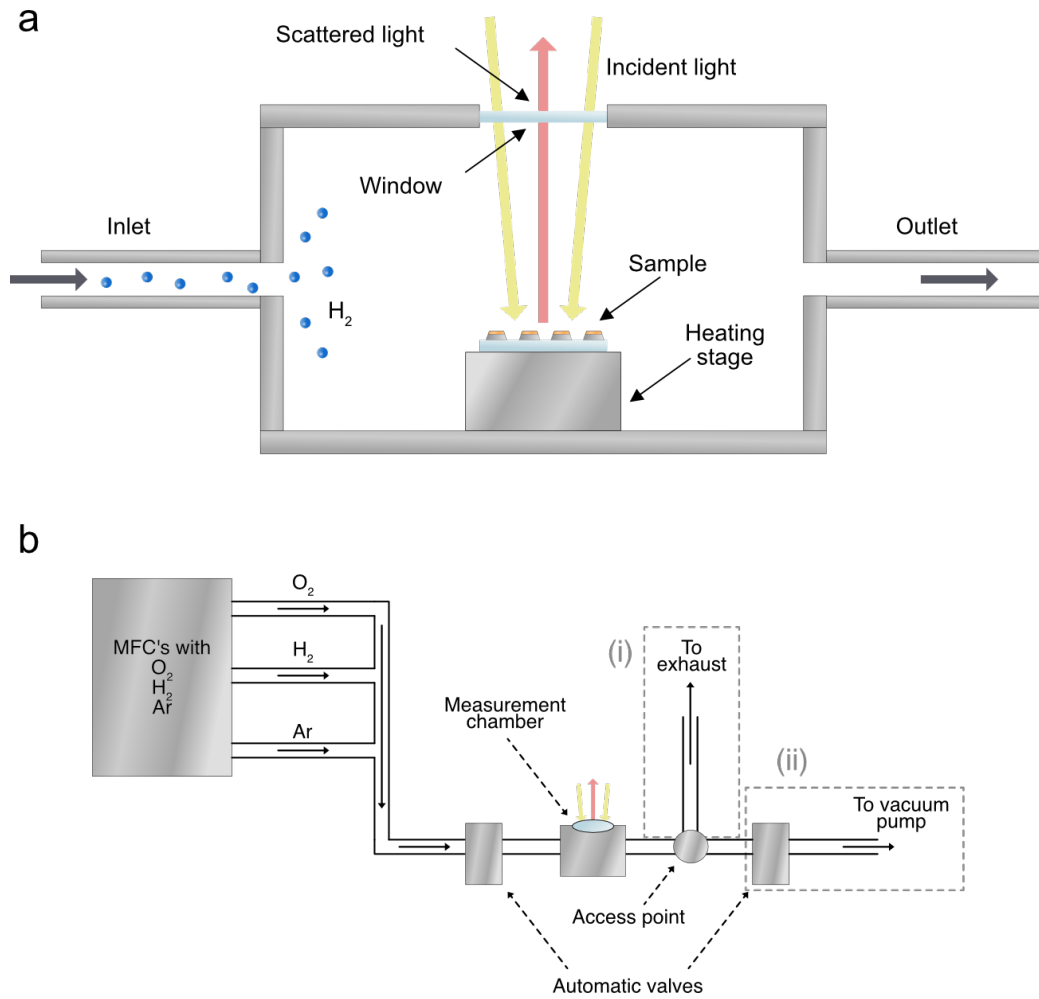 a
Scattered light
Incident light
Window
Inlet
Outlet
H₂
Sample
Heating
stage
b
MFC's with
O₂
H₂
Ar
O₂
H₂
Ar
Measurement
chamber
(i)
To
exhaust
(ii)
To vacuum
pump
Access point
Automatic valves